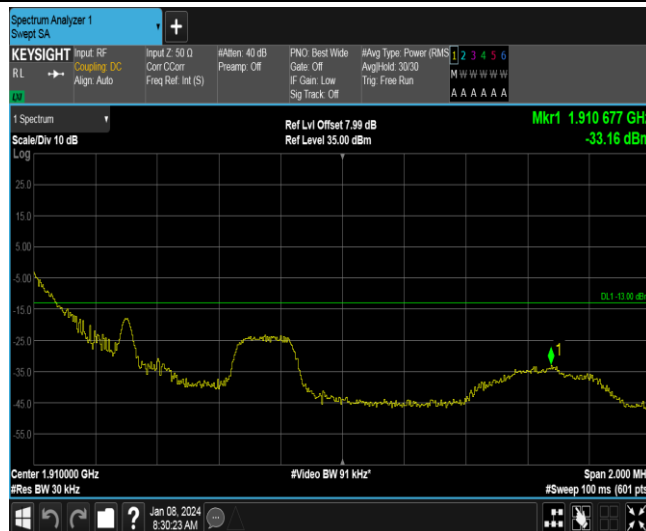 Spectrum Analyzer 1
Swept SA
KEYSIGHT Input: RF Input Z: 50 Ω #Atten: 40 dB PNO: Best Wide #Avg Type: Power (RMS 1 2 3 4 5 6
RL Coupling: DC Corr CCorr Preamp: Off Gate: Off Avg|Hold: 30/30 M W W W W W
Align: Auto Freq Ref: Int (S) IF Gain: Low Trig: Free Run
Sig Track: Off A A A A A A
1 Spectrum Ref Lvl Offset 7.99 dB Mkr1 1.910 677 GHz
Scale/Div 10 dB Ref Level 35.00 dBm -33.16 dBm
Log
25.0
15.0
5.00
-5.00
DL1 -13.00 dBm
-15.0
-25.0
1
-35.0
-45.0
-55.0
Center 1.910000 GHz #Video BW 91 kHz* Span 2.000 MH
#Res BW 30 kHz #Sweep 100 ms (601 pts
? Jan 08, 2024
8:30:23 AM